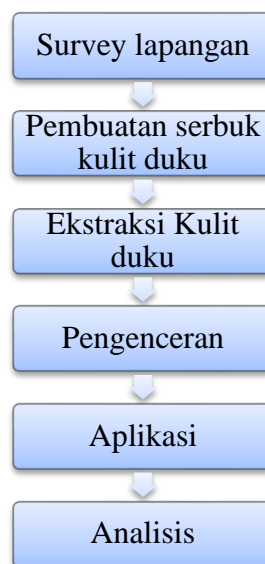 Survey lapangan
Pembuatan serbuk
kulit duku
Ekstraksi Kulit
duku
Pengenceran
Aplikasi
Analisis